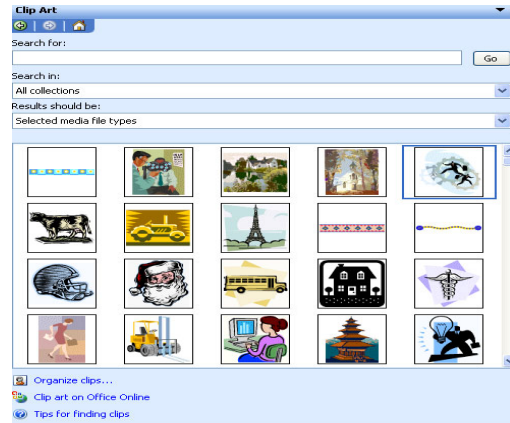 Clip Art
Search for:
Go
Search in:
All collections
Results should be:
Selected media file types
Organize clips...
Clip art on Office Online
Tips for finding clips